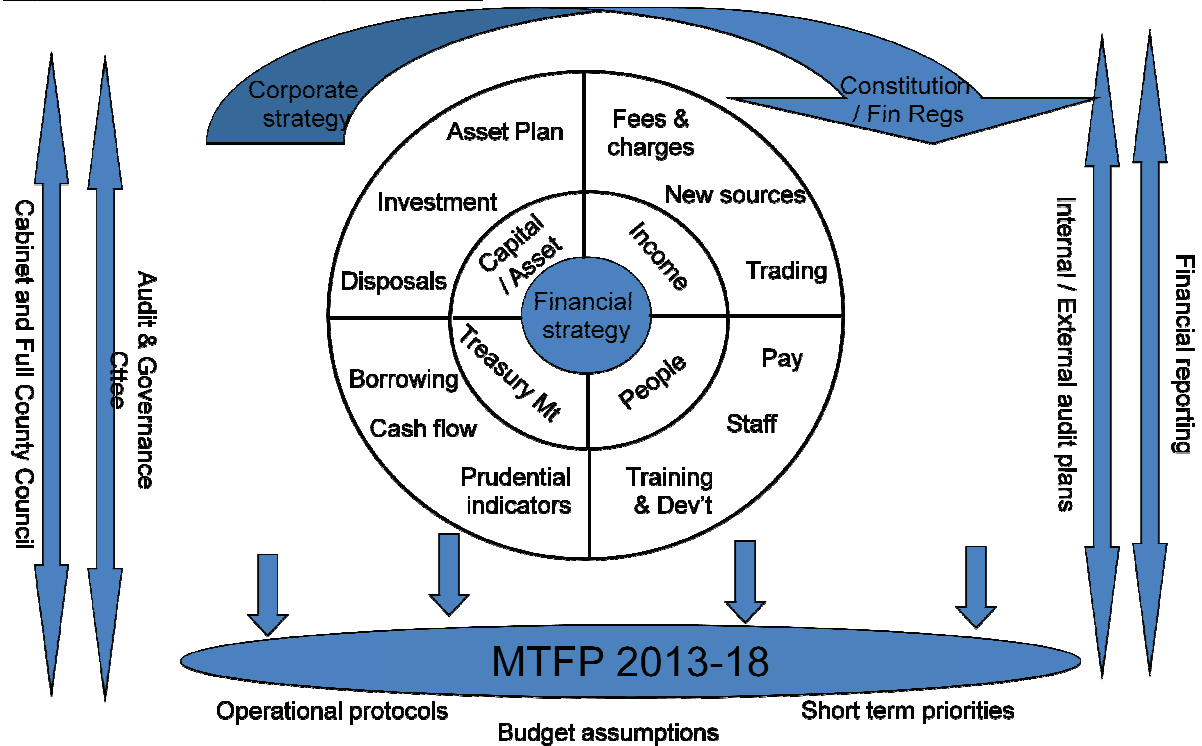 Corporate
strategy
Constitution
/ Fin Regs
Asset Plan
Investment
Disposals
Fees &
charges
New sources
Trading
Capital
/ Asset
Income
Financial
strategy
Treasury Mt
People
Borrowing
Cash flow
Prudential
indicators
Pay
Staff
Training
& Dev't
Cabinet and Full County Council
Audit & Governance
Cttee
Internal / External audit plans
Financial reporting
MTFP 2013-18
Operational protocols
Budget assumptions
Short term priorities